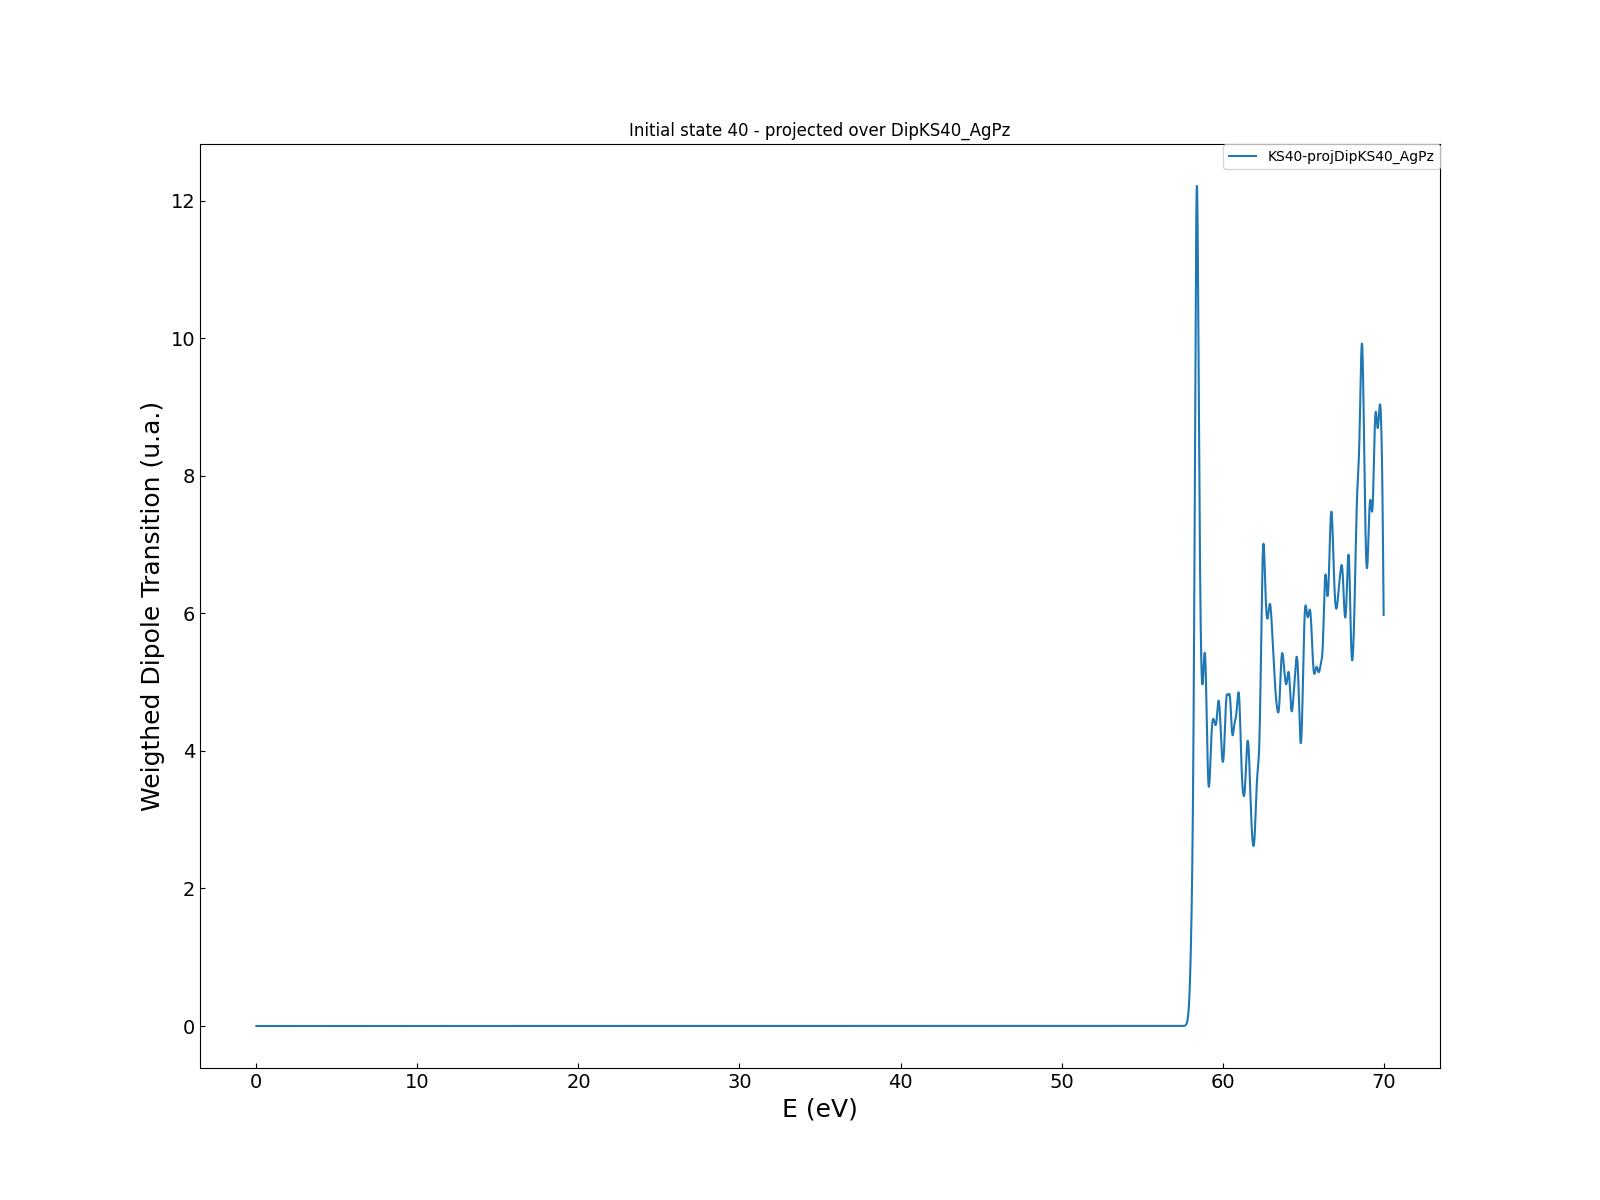 Initial state 40 - projected over DipKS40_AgPz
KS40-projDipKS40_AgPz
Weigthed Dipole Transition (u.a.)
12
10
8
6
4
2
0
0 10 20 30 40 50 60 70
E (eV)